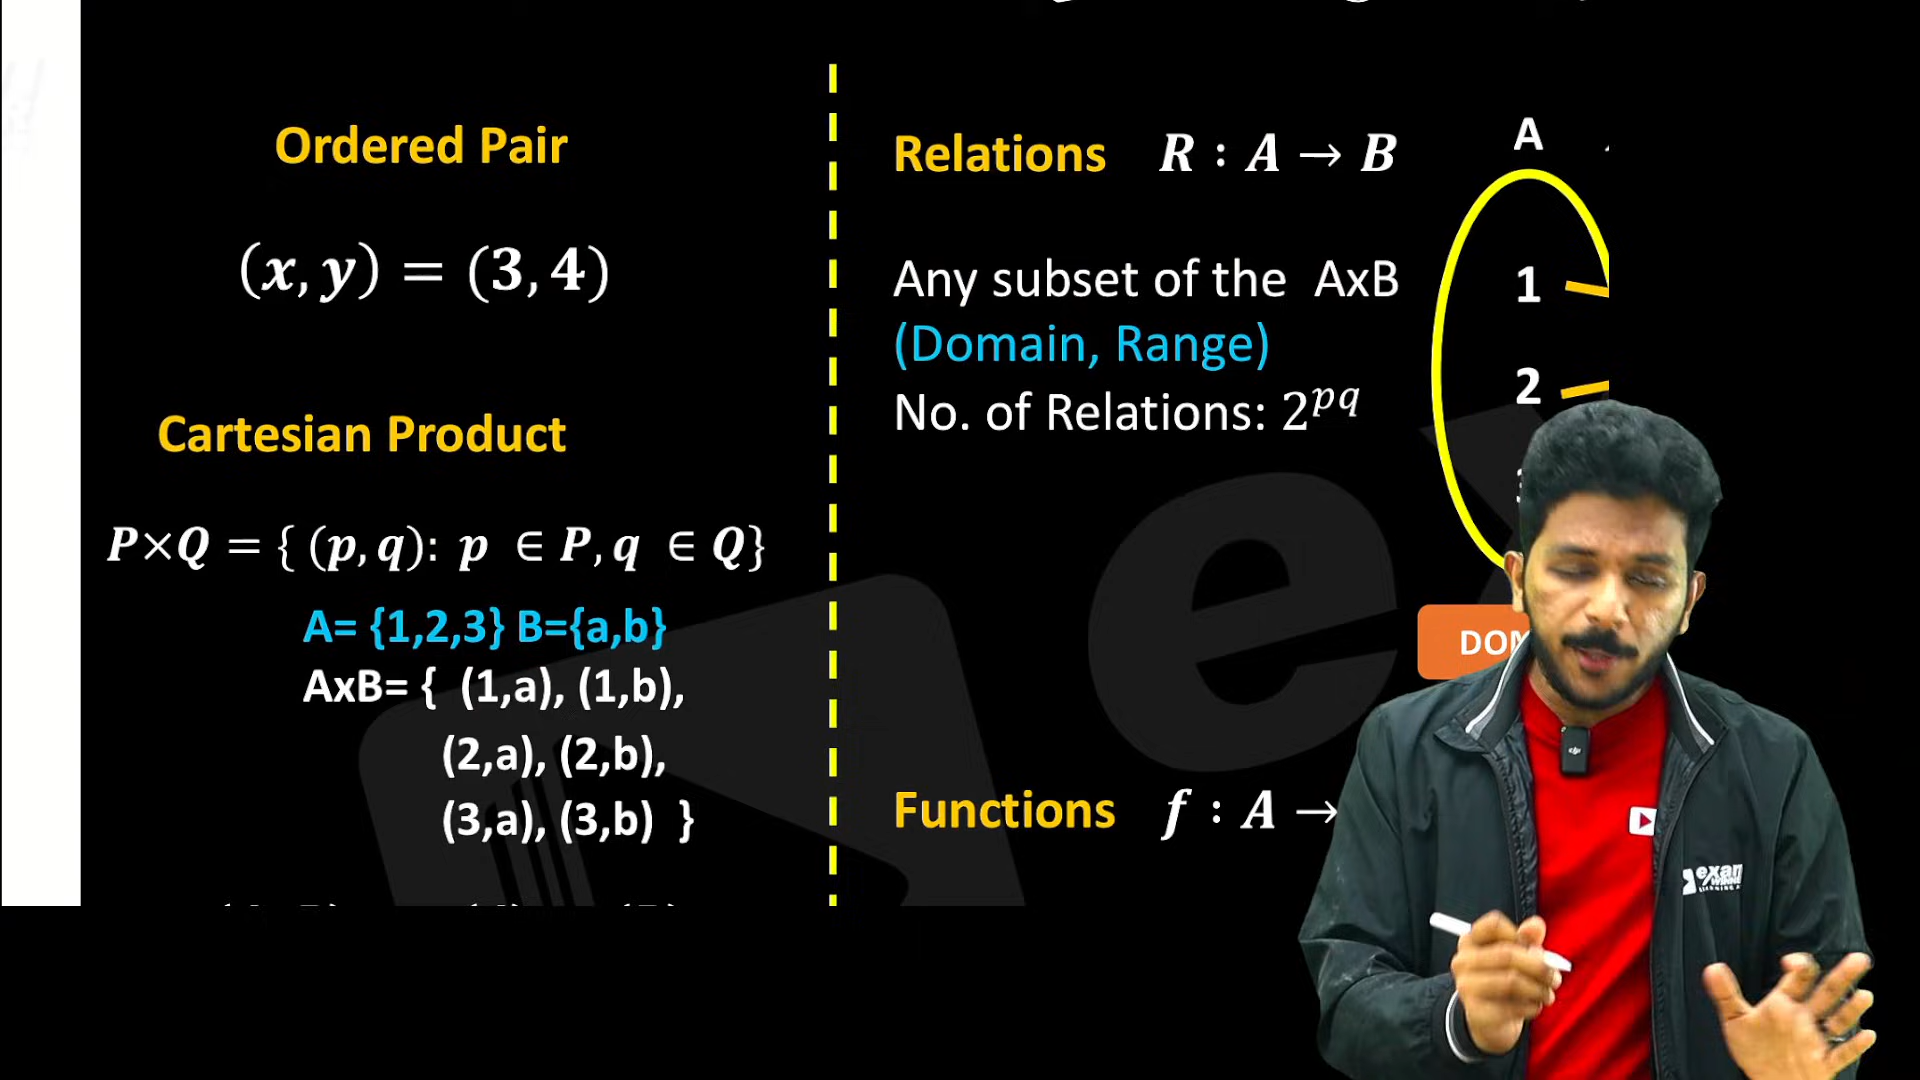 Ordered Pair
(x, y) = (3, 4)
Cartesian Product
P×Q = { (p, q): p ∈ P, q ∈ Q}
A= {1,2,3} B={a,b}
AxB= { (1,a), (1,b),
(2,a), (2,b),
(3,a), (3,b) }
Relations R : A → B
Any subset of the AxB
(Domain, Range)
No. of Relations: 2^{pq}
A
1
2
Functions f : A →
exam